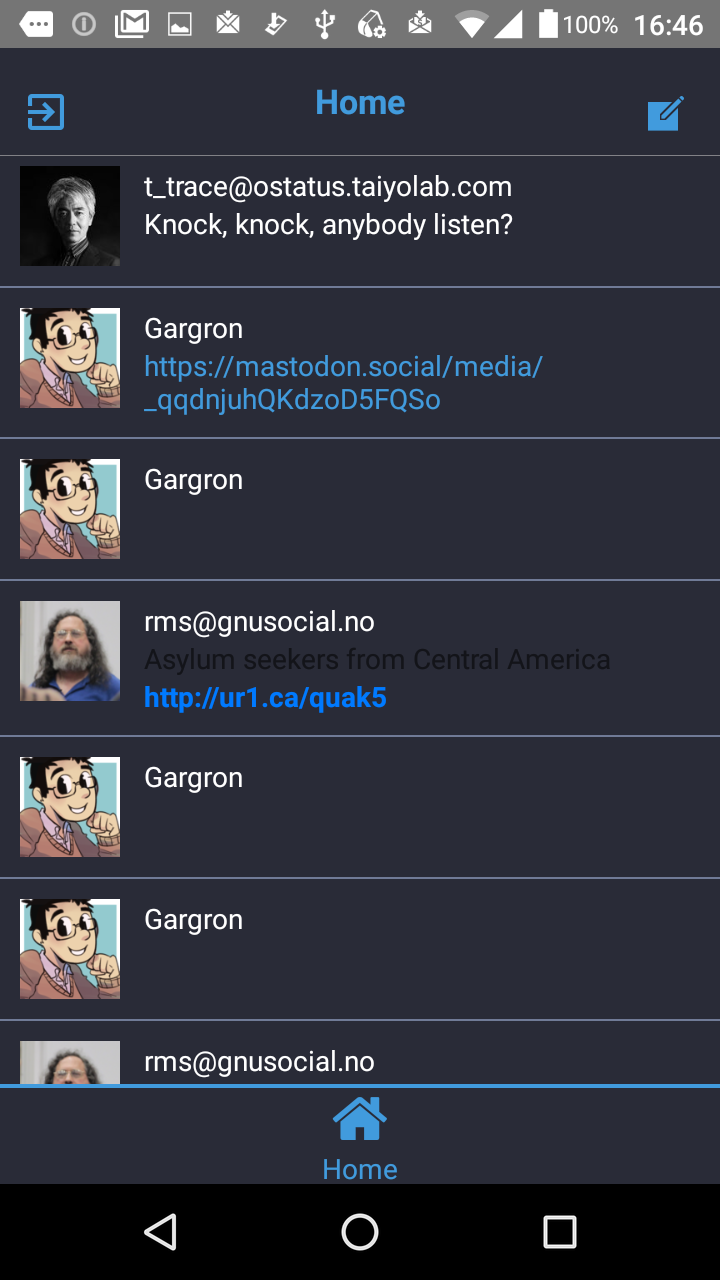 100% 16:46
Home
t_trace@ostatus.taiyolab.com
Knock, knock, anybody listen?
Gargron
https://mastodon.social/media/
_qqdnjuhQKdzoD5FQSo
Gargron
rms@gnusocial.no
Asylum seekers from Central America
http://ur1.ca/quak5
Gargron
Gargron
rms@gnusocial.no
Home